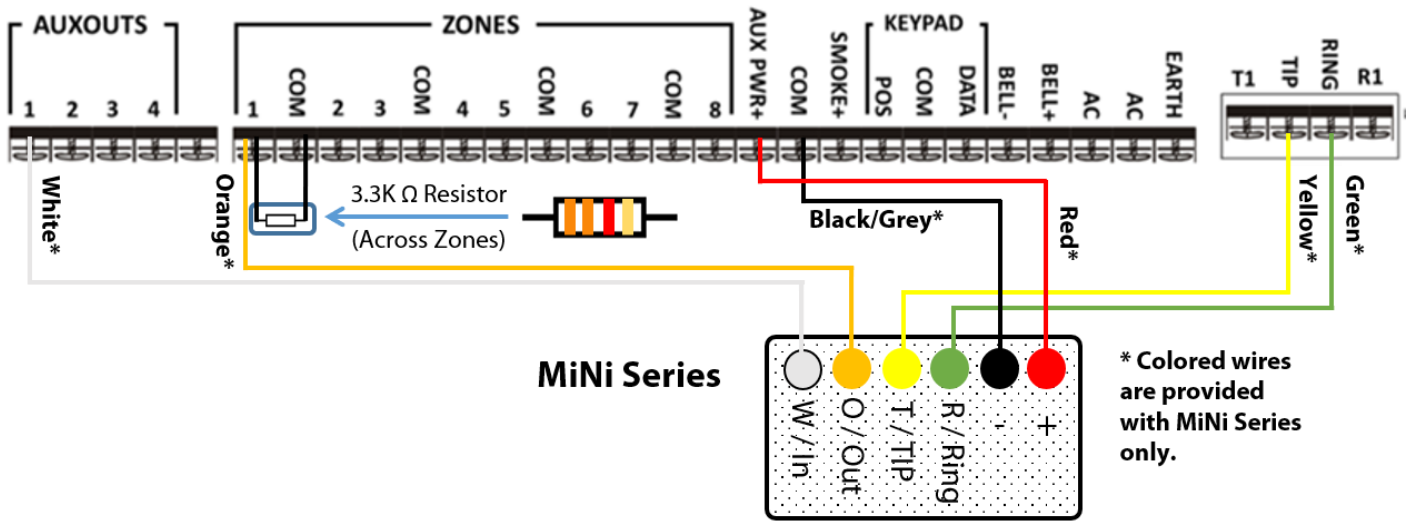 AUXOUTS
1 2 3 4
ZONES
1 COM 2 3 COM 4 5 COM 6 7 COM 8
AUX PWR+ COM SMOKE+
KEYPAD
POS COM DATA
BELL- BELL+ AC AC EARTH
T1 TIP RING R1
White*
Orange*
3.3K Ω Resistor
(Across Zones)
Black/Grey*
Red*
Yellow*
Green*
MiNi Series
W / In
O / Out
T / TIP
R / Ring
-
+
* Colored wires
are provided
with MiNi Series
only.